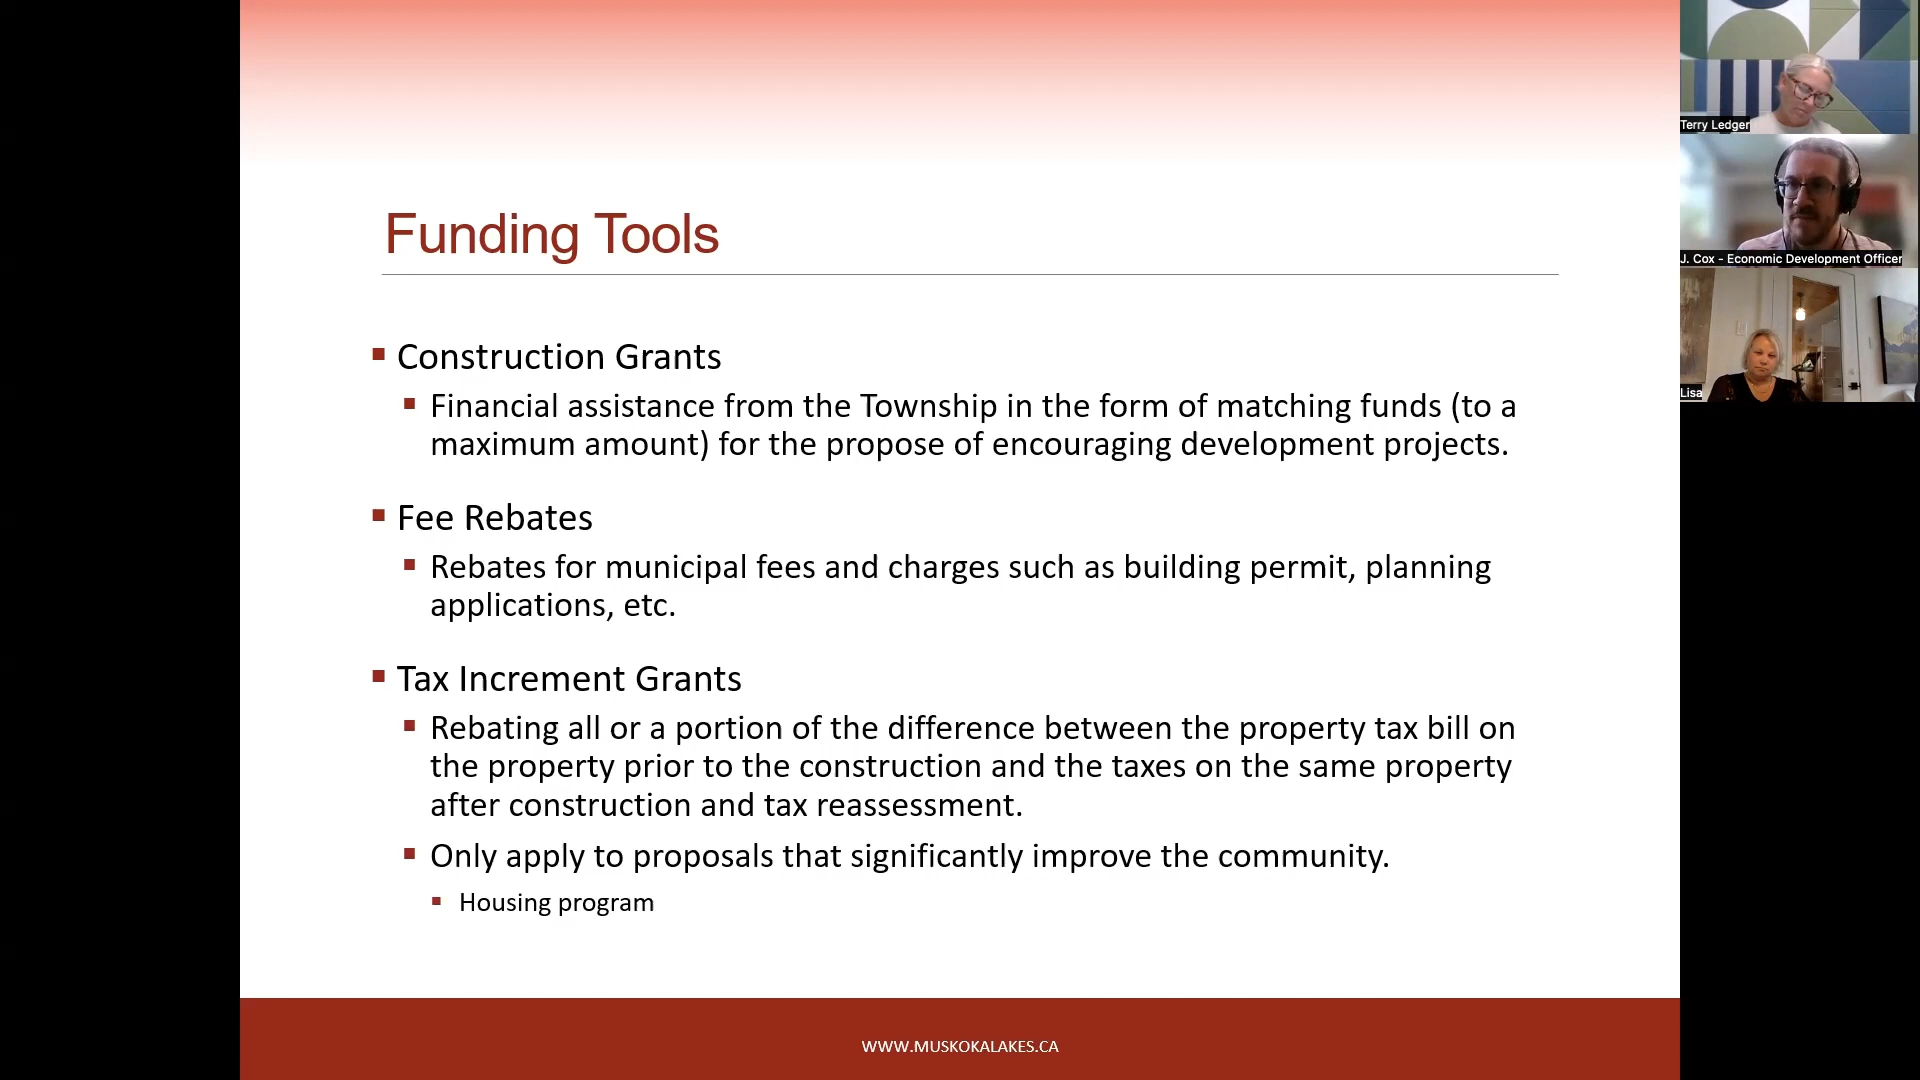 Funding Tools
Construction Grants
Financial assistance from the Township in the form of matching funds (to a
maximum amount) for the propose of encouraging development projects.
Fee Rebates
Rebates for municipal fees and charges such as building permit, planning
applications, etc.
Tax Increment Grants
Rebating all or a portion of the difference between the property tax bill on
the property prior to the construction and the taxes on the same property
after construction and tax reassessment.
Only apply to proposals that significantly improve the community.
Housing program
WWW.MUSKOKALAKES.CA
Terry Ledger
J. Cox - Economic Development Officer
Lisa